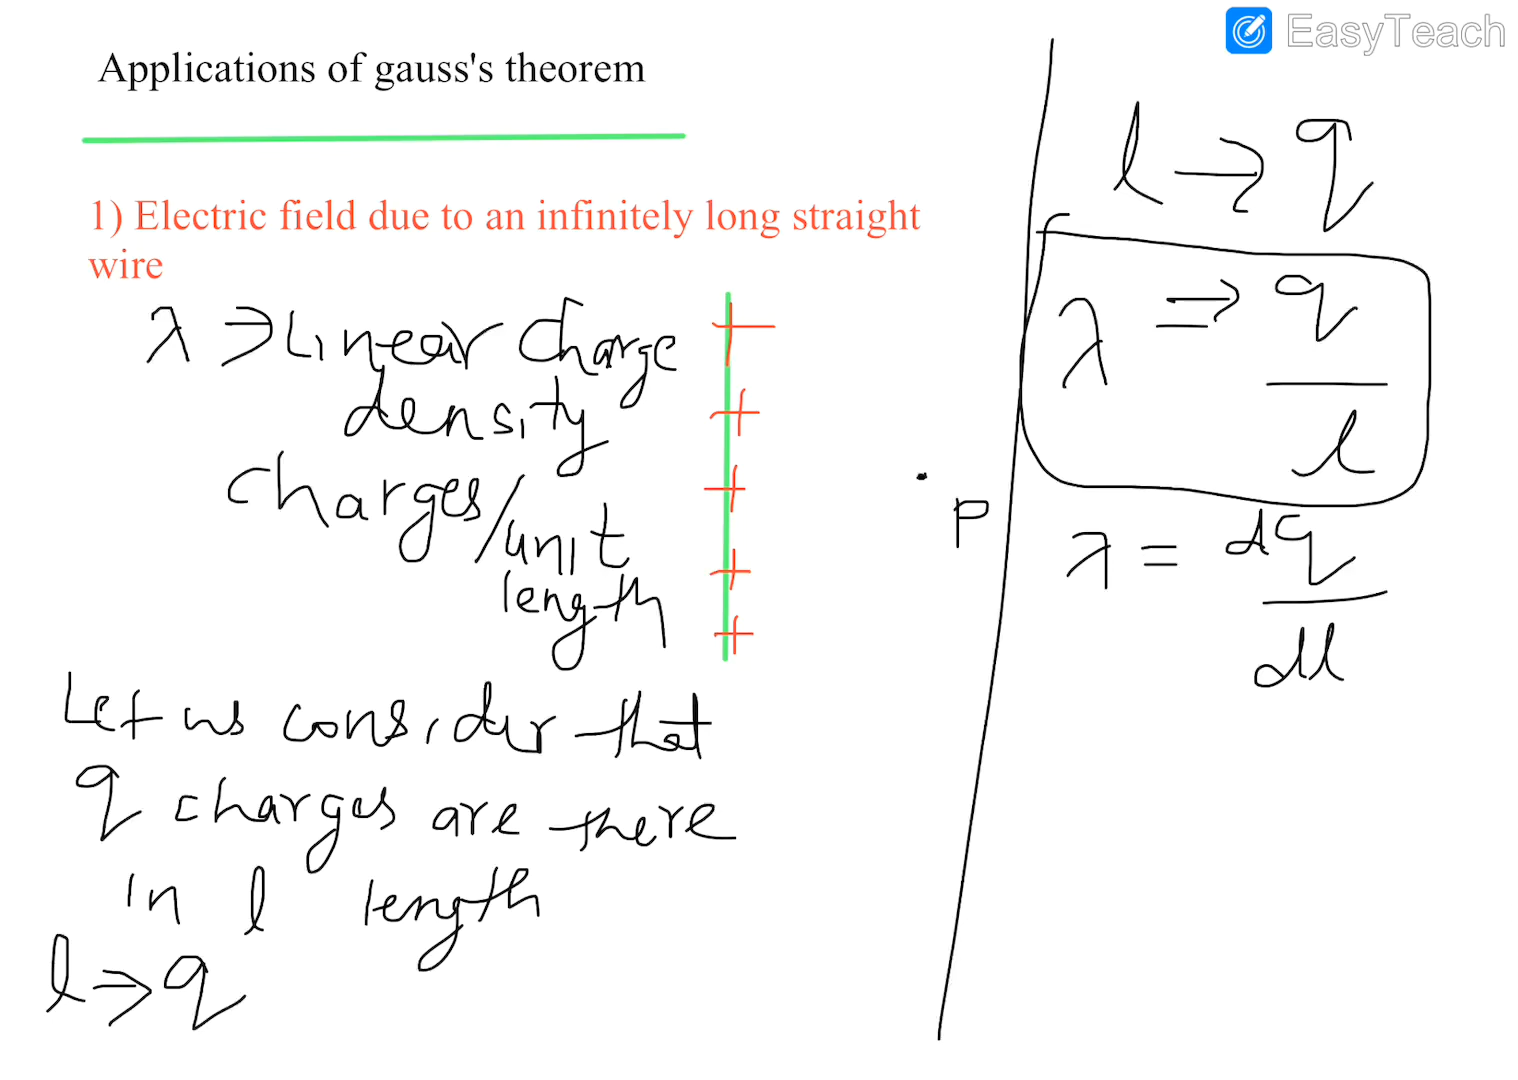 EasyTeach
Applications of gauss's theorem
1) Electric field due to an infinitely long straight
wire
λ ⇒ Linear charge
density
charges/unit
length
Let us consider that
q charges are there
in l length
l ⇒ q
P
l → q
λ ⇒ q
l
λ = dq
dl